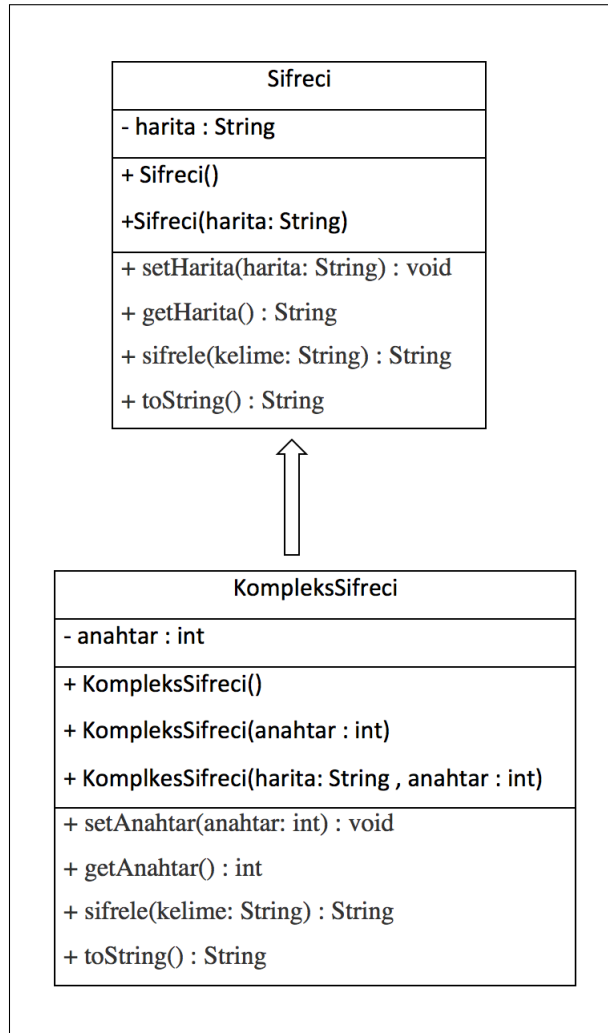 Sifreci
- harita : String
+ Sifreci()
+Sifreci(harita: String)
+ setHarita(harita: String) : void
+ getHarita() : String
+ sifrele(kelime: String) : String
+ toString() : String
KompleksSifreci
- anahtar : int
+ KompleksSifreci()
+ KompleksSifreci(anahtar : int)
+ KomplkesSifreci(harita: String , anahtar : int)
+ setAnahtar(anahtar: int) : void
+ getAnahtar() : int
+ sifrele(kelime: String) : String
+ toString() : String